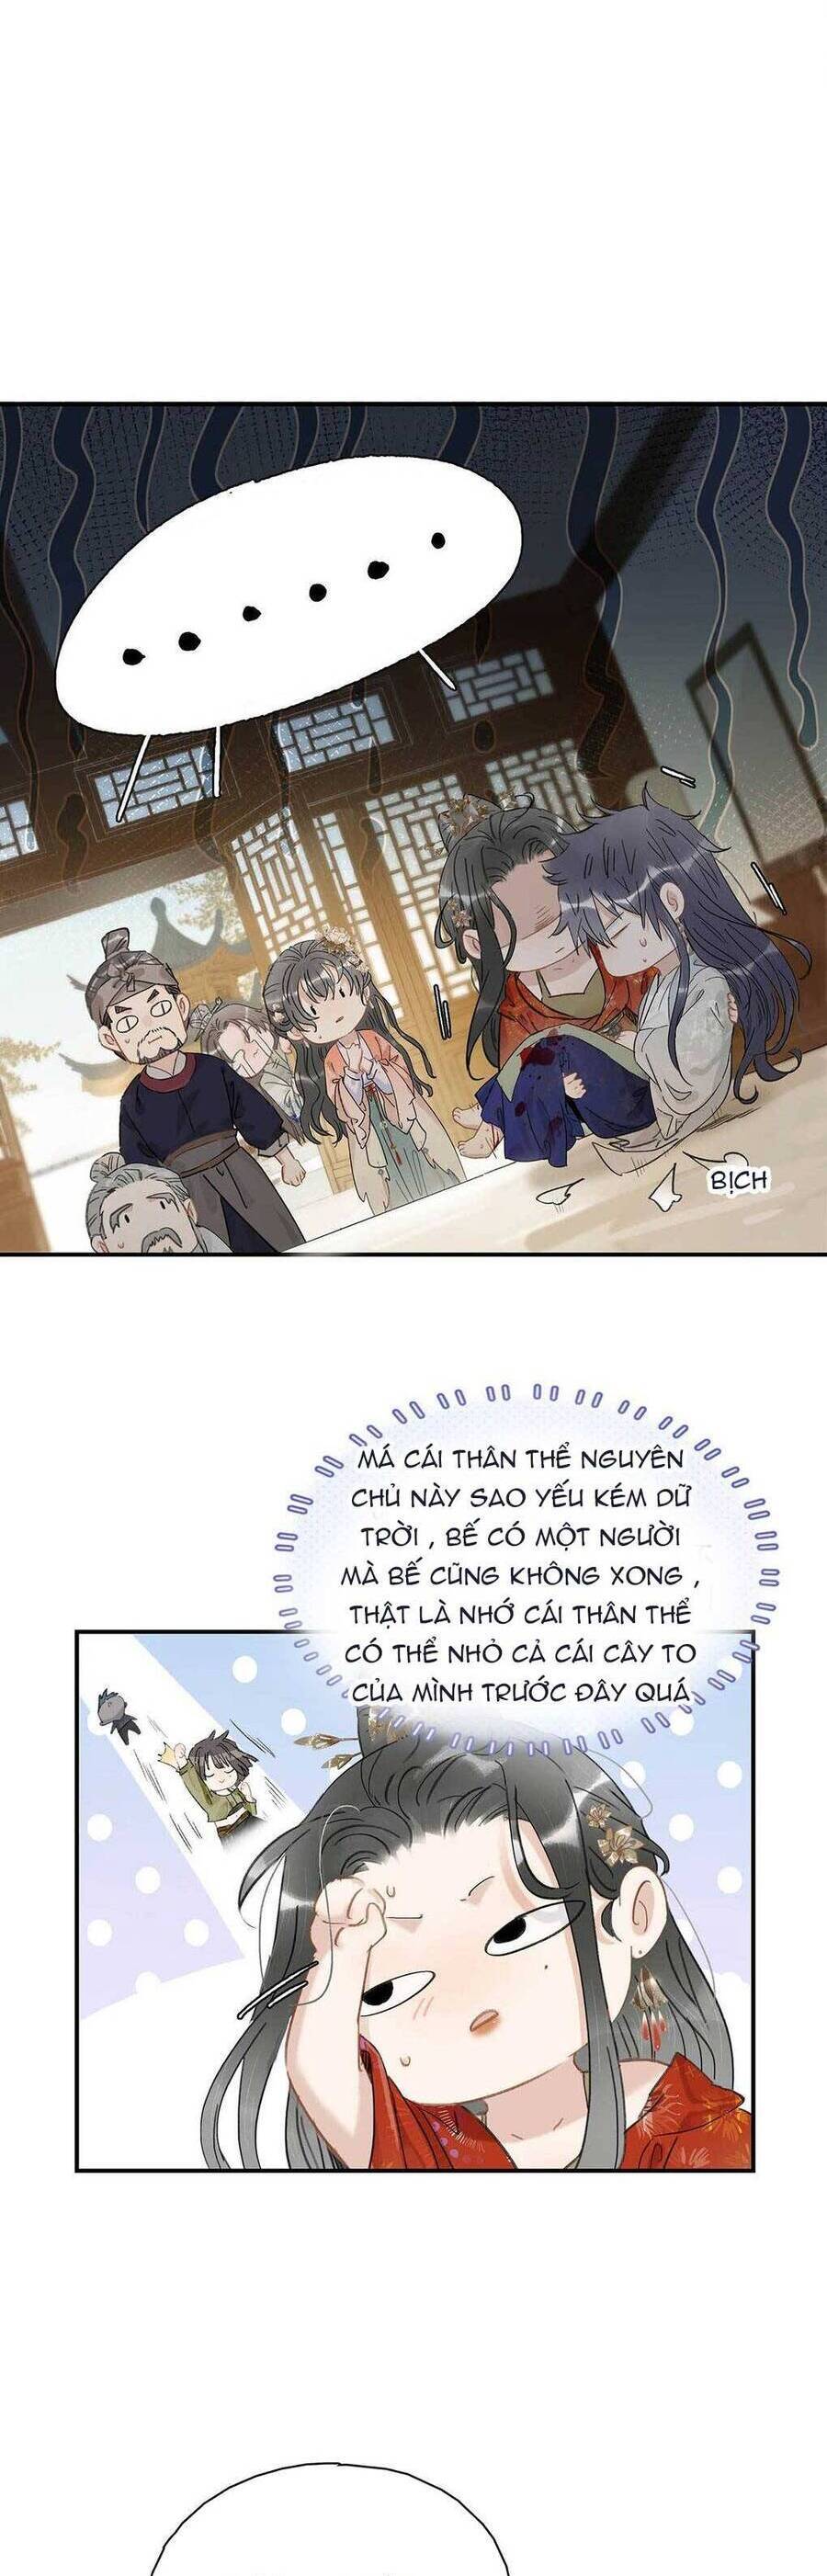 ......
BỊCH
MÁ CÁI THÂN THỂ NGUYÊN
CHỦ NÀY SAO YẾU KÉM DỮ
TRỜI , BẾ CÓ MỘT NGƯỜI
MÀ BẾ CŨNG KHÔNG XONG ,
THẬT LÀ NHỚ CÁI THÂN THỂ
CÓ THỂ NHỔ CẢ CÁI CÂY TO
CỦA MÌNH TRƯỚC ĐÂY QUÁ